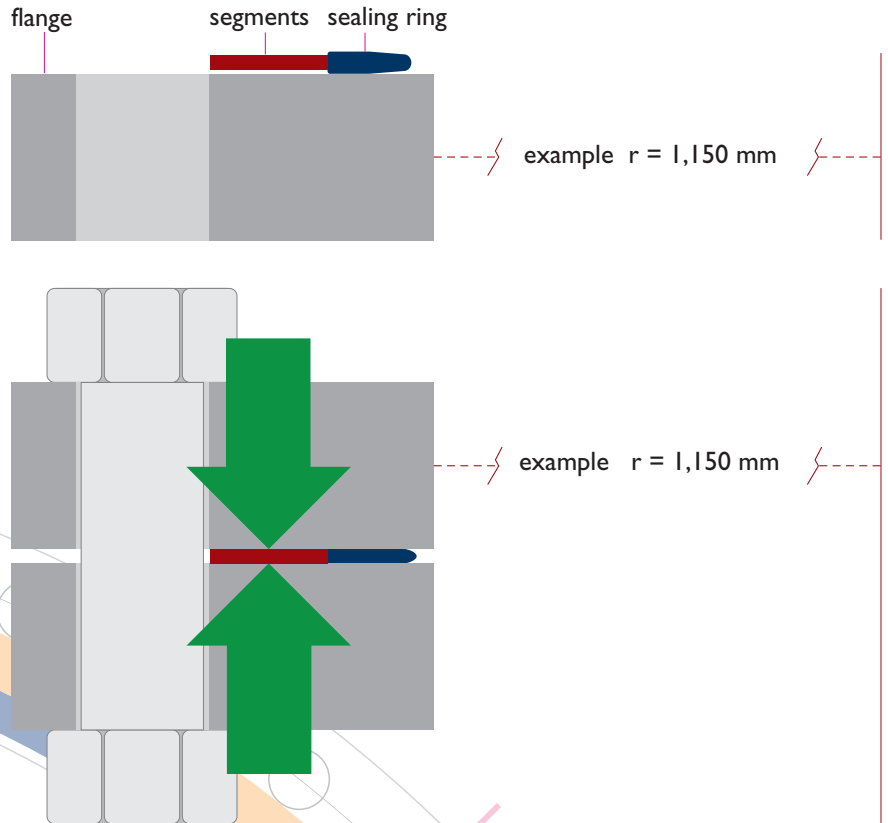 flange segments sealing ring
example r = 1,150 mm
example r = 1,150 mm